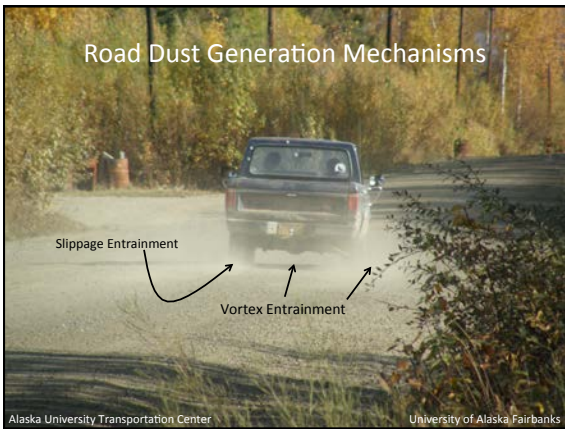 Road Dust Generation Mechanisms
Slippage Entrainment
Vortex Entrainment
Alaska University Transportation Center
University of Alaska Fairbanks